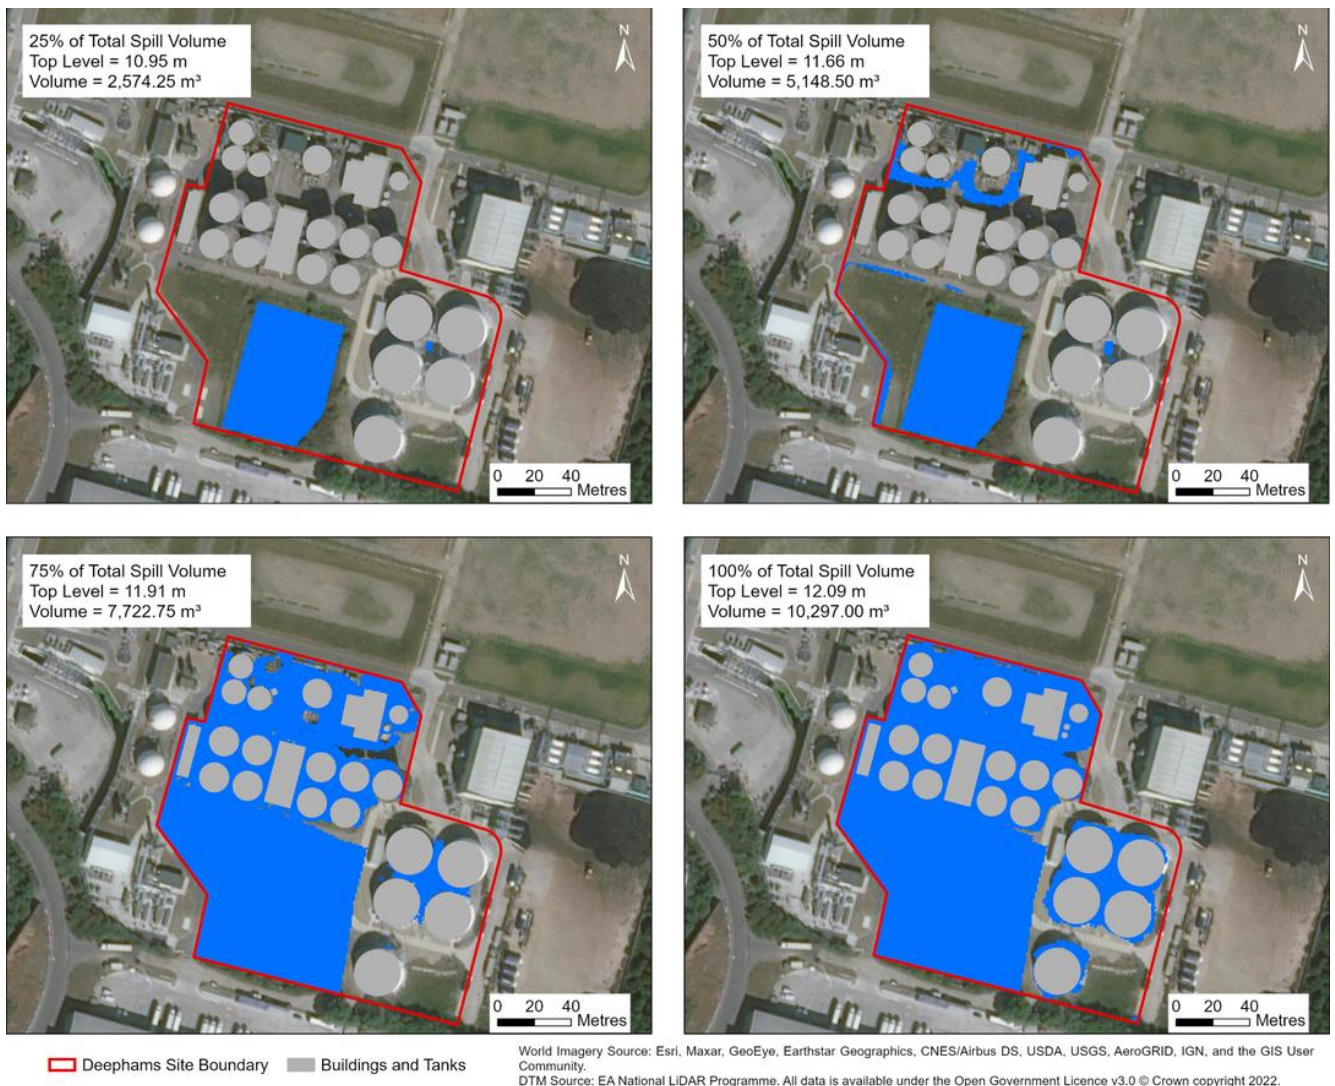 25% of Total Spill Volume
Top Level = 10.95 m
Volume = 2,574.25 m³
N
0 20 40
Metres
50% of Total Spill Volume
Top Level = 11.66 m
Volume = 5,148.50 m³
N
0 20 40
Metres
75% of Total Spill Volume
Top Level = 11.91 m
Volume = 7,722.75 m³
N
0 20 40
Metres
100% of Total Spill Volume
Top Level = 12.09 m
Volume = 10,297.00 m³
N
0 20 40
Metres
Deephams Site Boundary
Buildings and Tanks
World Imagery Source: Esri, Maxar, GeoEye, Earthstar Geographics, CNES/Airbus DS, USDA, USGS, AeroGRID, IGN, and the GIS User
Community.
DTM Source: EA National LiDAR Programme. All data is available under the Open Government Licence v3.0 © Crown copyright 2022.